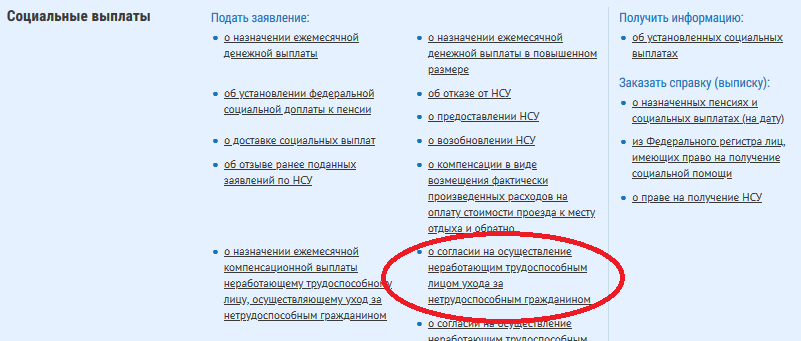 Социальные выплаты
Подать заявление:
о назначении ежемесячной
денежной выплаты
об установлении федеральной
социальной доплаты к пенсии
о доставке социальных выплат
об отзыве ранее поданных
заявлений по НСУ
о назначении ежемесячной
компенсационной выплаты
неработающему трудоспособному
лицу, осуществляющему уход за
нетрудоспособным гражданином
о назначении ежемесячной
денежной выплаты в повышенном
размере
об отказе от НСУ
о предоставлении НСУ
о возобновлении НСУ
о компенсации в виде
возмещения фактически
произведенных расходов на
оплату стоимости проезда к месту
отдыха и обратно
о согласии на осуществление
неработающим трудоспособным
лицом ухода за
нетрудоспособным гражданином
о согласии на осуществление
неработающим трудоспособным
Получить информацию:
об установленных социальных
выплатах
Заказать справку (выписку):
о назначенных пенсиях и
социальных выплатах (на дату)
из Федерального регистра лиц,
имеющих право на получение
социальной помощи
о праве на получение НСУ